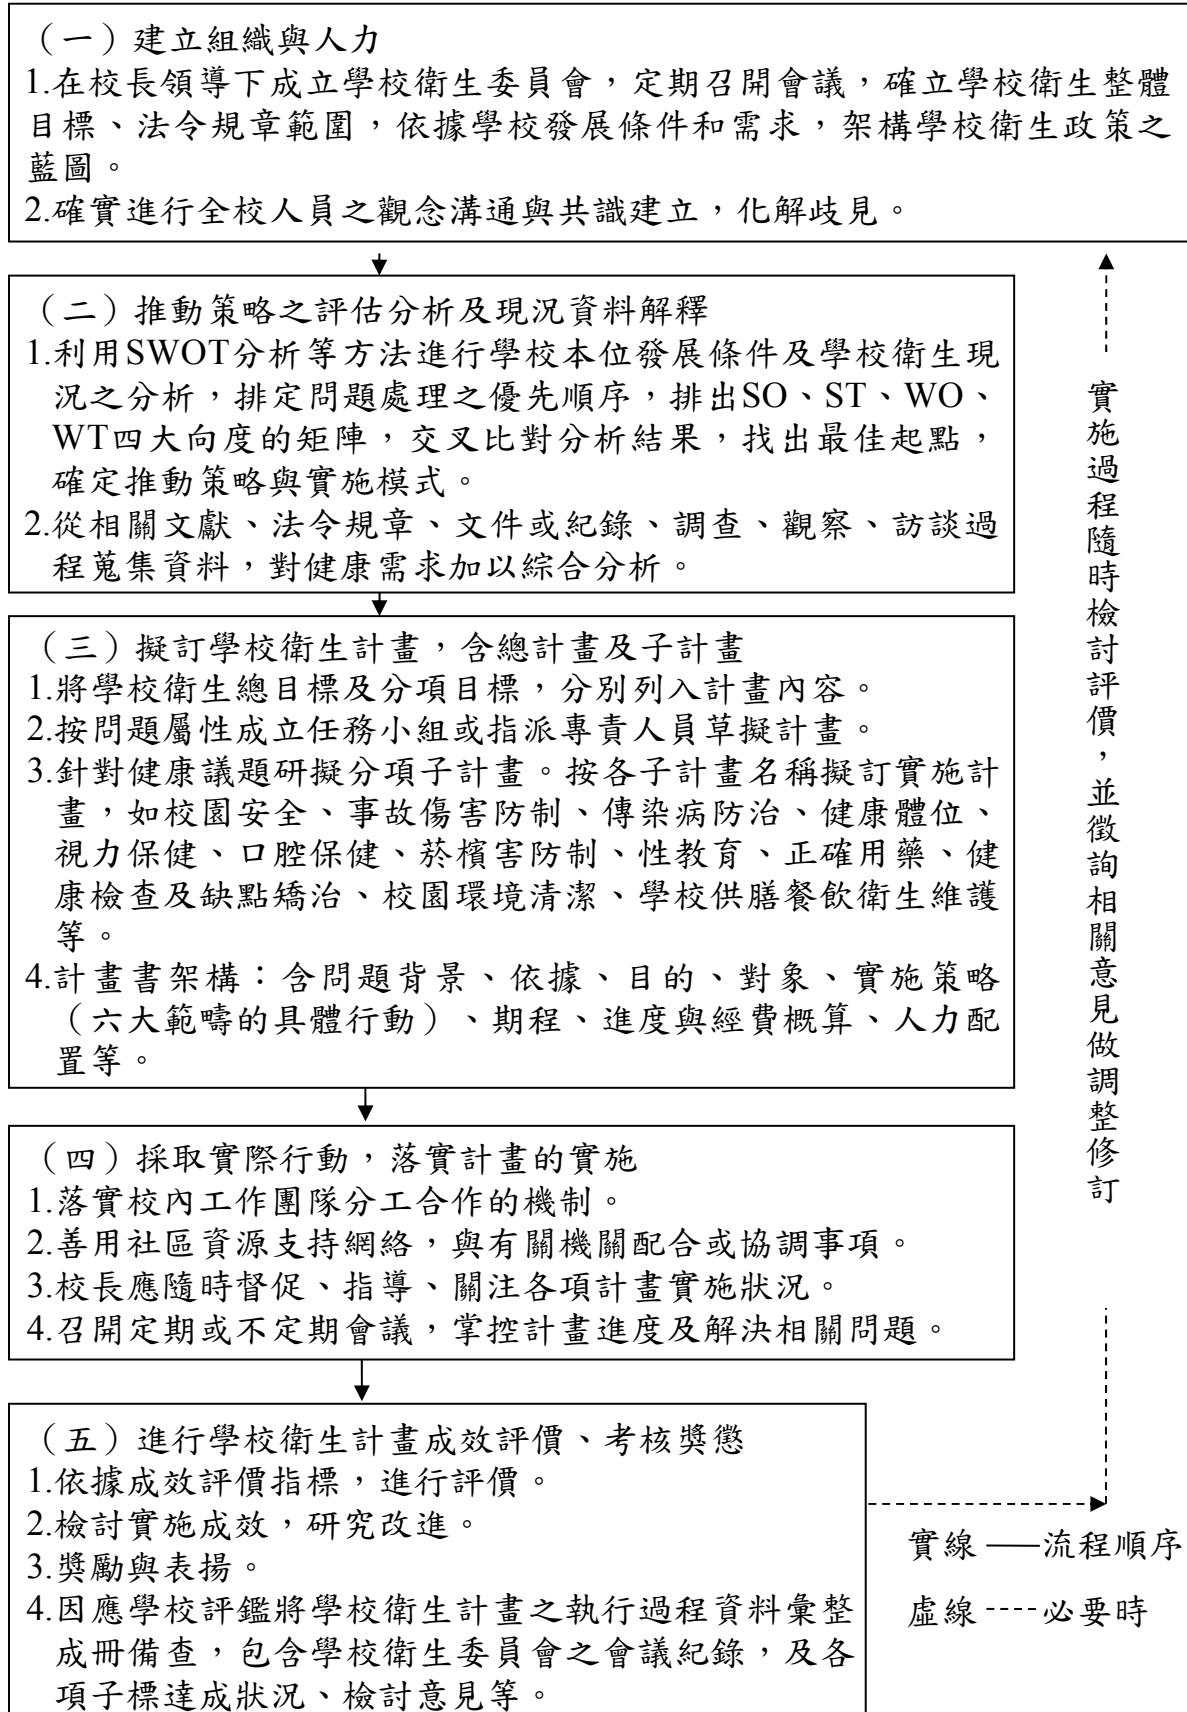 （一）建立組織與人力
1.在校長領導下成立學校衛生委員會，定期召開會議，確立學校衛生整體
目標、法令規章範圍，依據學校發展條件和需求，架構學校衛生政策之
藍圖。
2.確實進行全校人員之觀念溝通與共識建立，化解歧見。
（二）推動策略之評估分析及現況資料解釋
1.利用SWOT分析等方法進行學校本位發展條件及學校衛生現
況之分析，排定問題處理之優先順序，排出SO、ST、WO、
WT四大向度的矩陣，交叉比對分析結果，找出最佳起點，
確定推動策略與實施模式。
2.從相關文獻、法令規章、文件或紀錄、調查、觀察、訪談過
程蒐集資料，對健康需求加以綜合分析。
（三）擬訂學校衛生計畫，含總計畫及子計畫
1.將學校衛生總目標及分項目標，分別列入計畫內容。
2.按問題屬性成立任務小組或指派專責人員草擬計畫。
3.針對健康議題研擬分項子計畫。按各子計畫名稱擬訂實施計
畫，如校園安全、事故傷害防制、傳染病防治、健康體位、
視力保健、口腔保健、菸檳害防制、性教育、正確用藥、健
康檢查及缺點矯治、校園環境清潔、學校供膳餐飲衛生維護
等。
4.計畫書架構：含問題背景、依據、目的、對象、實施策略
（六大範疇的具體行動）、期程、進度與經費概算、人力配
置等。
（四）採取實際行動，落實計畫的實施
1.落實校內工作團隊分工合作的機制。
2.善用社區資源支持網絡，與有關機關配合或協調事項。
3.校長應隨時督促、指導、關注各項計畫實施狀況。
4.召開定期或不定期會議，掌控計畫進度及解決相關問題。
（五）進行學校衛生計畫成效評價、考核獎懲
1.依據成效評價指標，進行評價。
2.檢討實施成效，研究改進。
3.獎勵與表揚。
4.因應學校評鑑將學校衛生計畫之執行過程資料彙整
成冊備查，包含學校衛生委員會之會議紀錄，及各
項子標達成狀況、檢討意見等。
實施過程隨時檢討評價，並徵詢相關意見做調整修訂
實線——流程順序
虛線----必要時